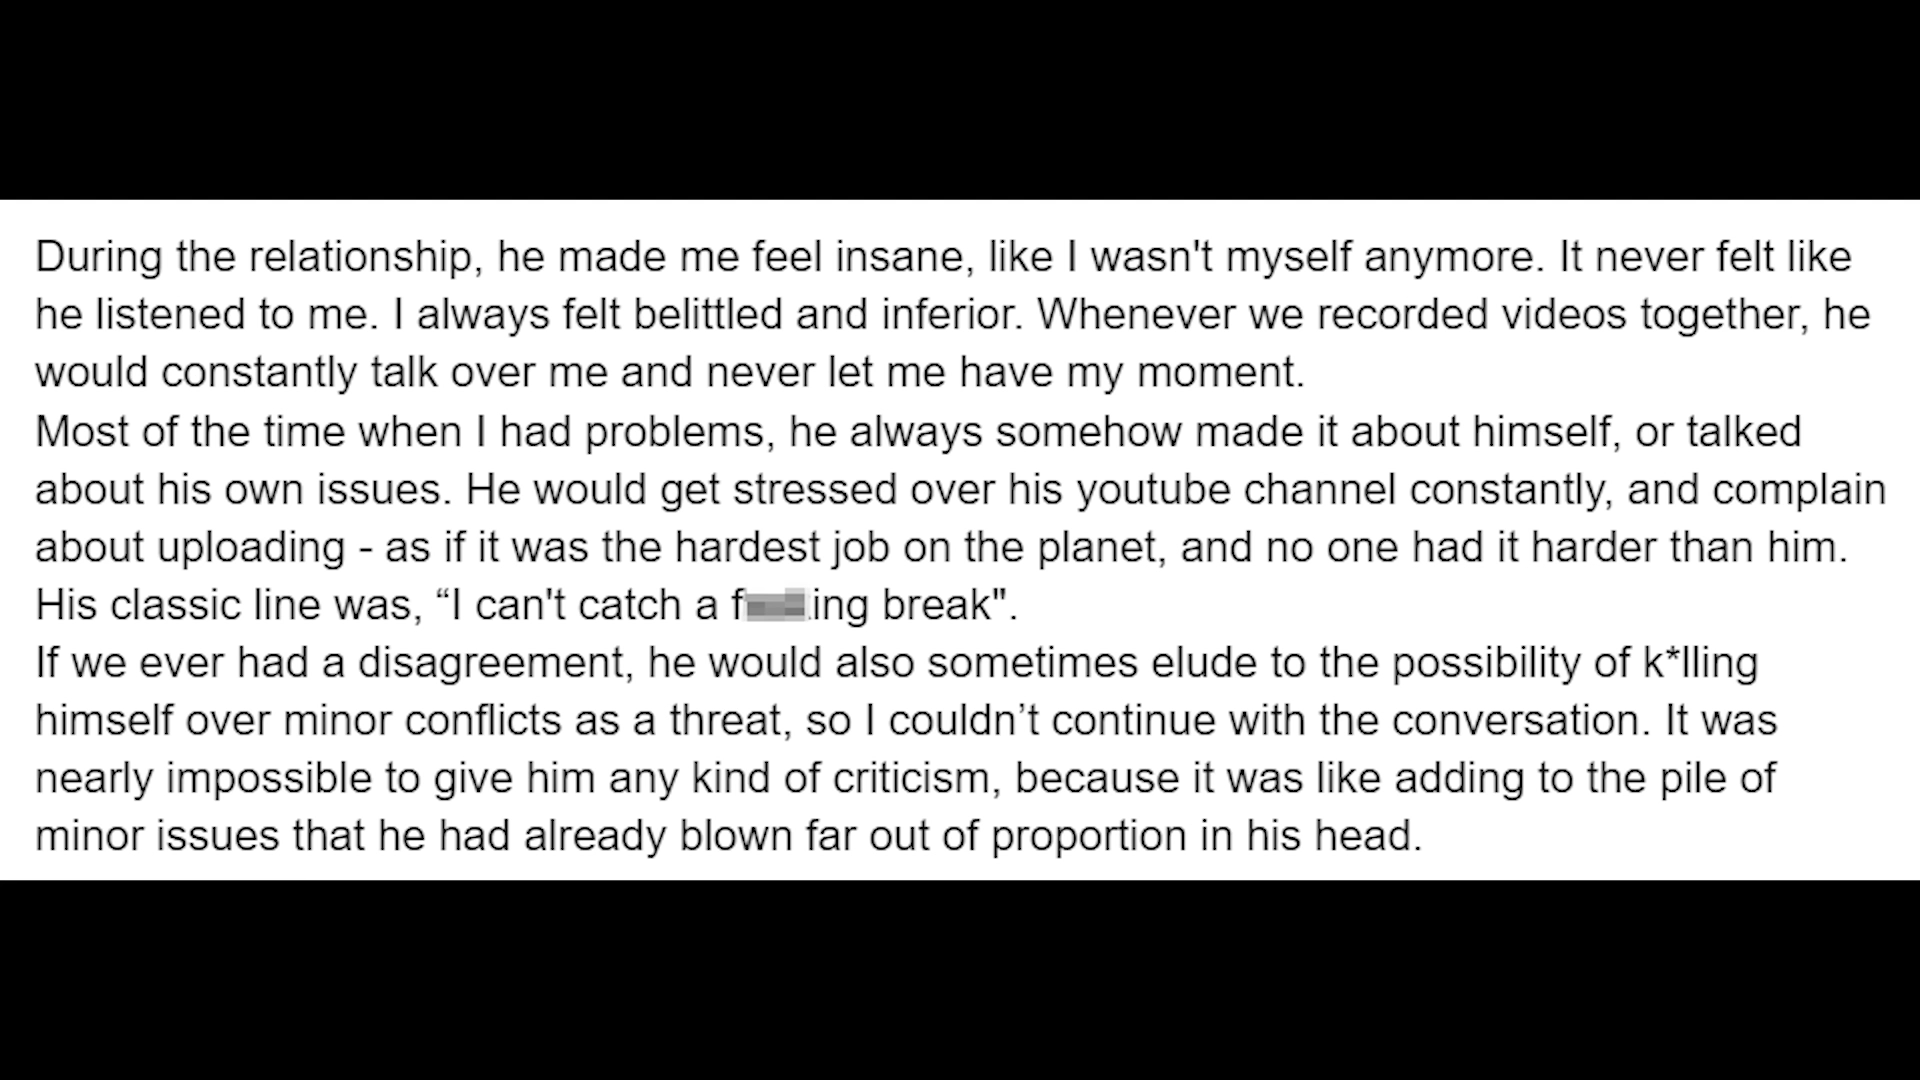 During the relationship, he made me feel insane, like I wasn't myself anymore. It never felt like
he listened to me. I always felt belittled and inferior. Whenever we recorded videos together, he
would constantly talk over me and never let me have my moment.
Most of the time when I had problems, he always somehow made it about himself, or talked
about his own issues. He would get stressed over his youtube channel constantly, and complain
about uploading - as if it was the hardest job on the planet, and no one had it harder than him.
His classic line was, “I can't catch a f ing break".
If we ever had a disagreement, he would also sometimes elude to the possibility of k*lling
himself over minor conflicts as a threat, so I couldn’t continue with the conversation. It was
nearly impossible to give him any kind of criticism, because it was like adding to the pile of
minor issues that he had already blown far out of proportion in his head.